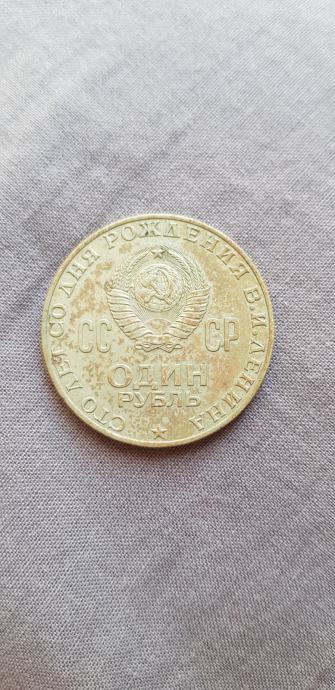 СТО ЛЕТ СО ДНЯ РОЖДЕНИЯ В.И.ЛЕНИНА
СС СР
ОДИН
РУБЛЬ